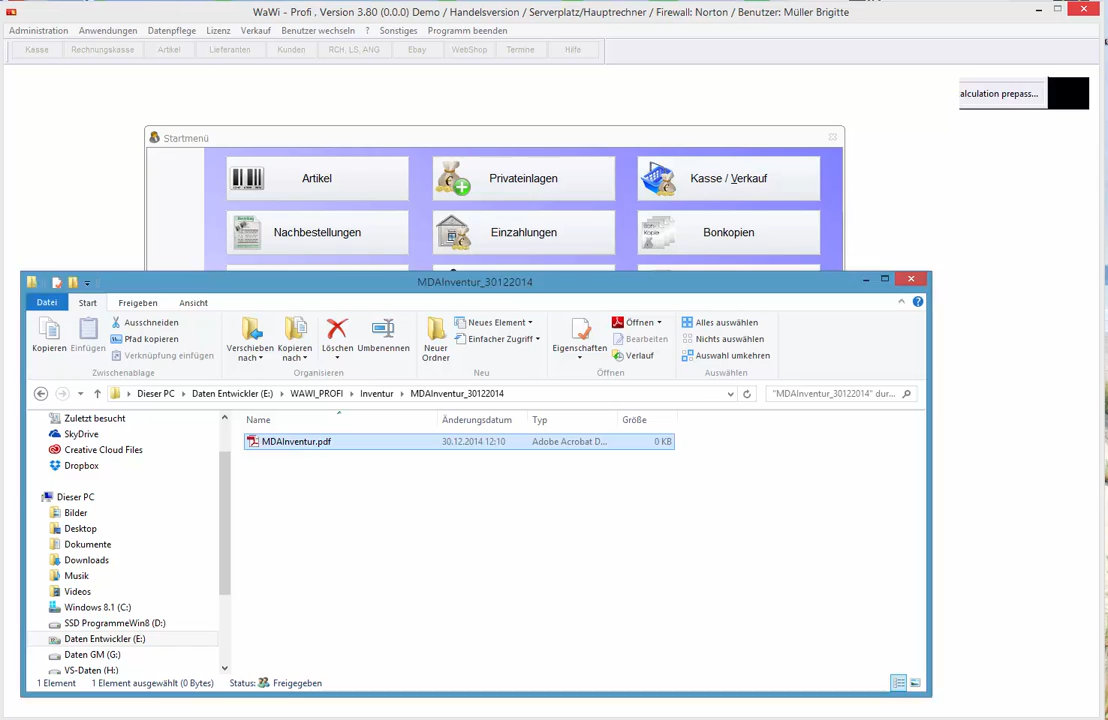 WaWi - Profi , Version 3.80 (0.0.0) Demo / Handelsversion / Serverplatz/Hauptrechner / Firewall: Norton / Benutzer: Müller Brigitte
Administration Anwendungen Datenpflege Lizenz Verkauf Benutzer wechseln ? Sonstiges Programm beenden
Kasse Rechnungskasse Artikel Lieferanten Kunden RCH, LS, ANG Ebay WebShop Termine Hilfe
alculation prepass...
Startmenü
Artikel Privateinlagen Kasse / Verkauf
Nachbestellungen Einzahlungen Bonkopien
MDAInventur_30122014
Datei Start Freigeben Ansicht
Kopieren
Einfügen
Ausschneiden
Pfad kopieren
Verknüpfung einfügen
Zwischenablage
Verschieben nach
Kopieren nach
Löschen
Umbenennen
Organisieren
Neuer Ordner
Neues Element
Einfacher Zugriff
Neu
Eigenschaften
Öffnen
Bearbeiten
Verlauf
Öffnen
Alles auswählen
Nichts auswählen
Auswahl umkehren
Auswählen
Dieser PC Daten Entwickler (E:) WAWI_PROFI Inventur MDAInventur_30122014
"MDAInventur_30122014" dur...
Name Änderungsdatum Typ Größe
MDAInventur.pdf 30.12.2014 12:10 Adobe Acrobat D... 0 KB
Zuletzt besucht
SkyDrive
Creative Cloud Files
Dropbox
Dieser PC
Bilder
Desktop
Dokumente
Downloads
Musik
Videos
Windows 8.1 (C:)
SSD ProgrammeWin8 (D:)
Daten Entwickler (E:)
Daten GM (G:)
VS-Daten (H:)
1 Element 1 Element ausgewählt (0 Bytes) Status: Freigegeben